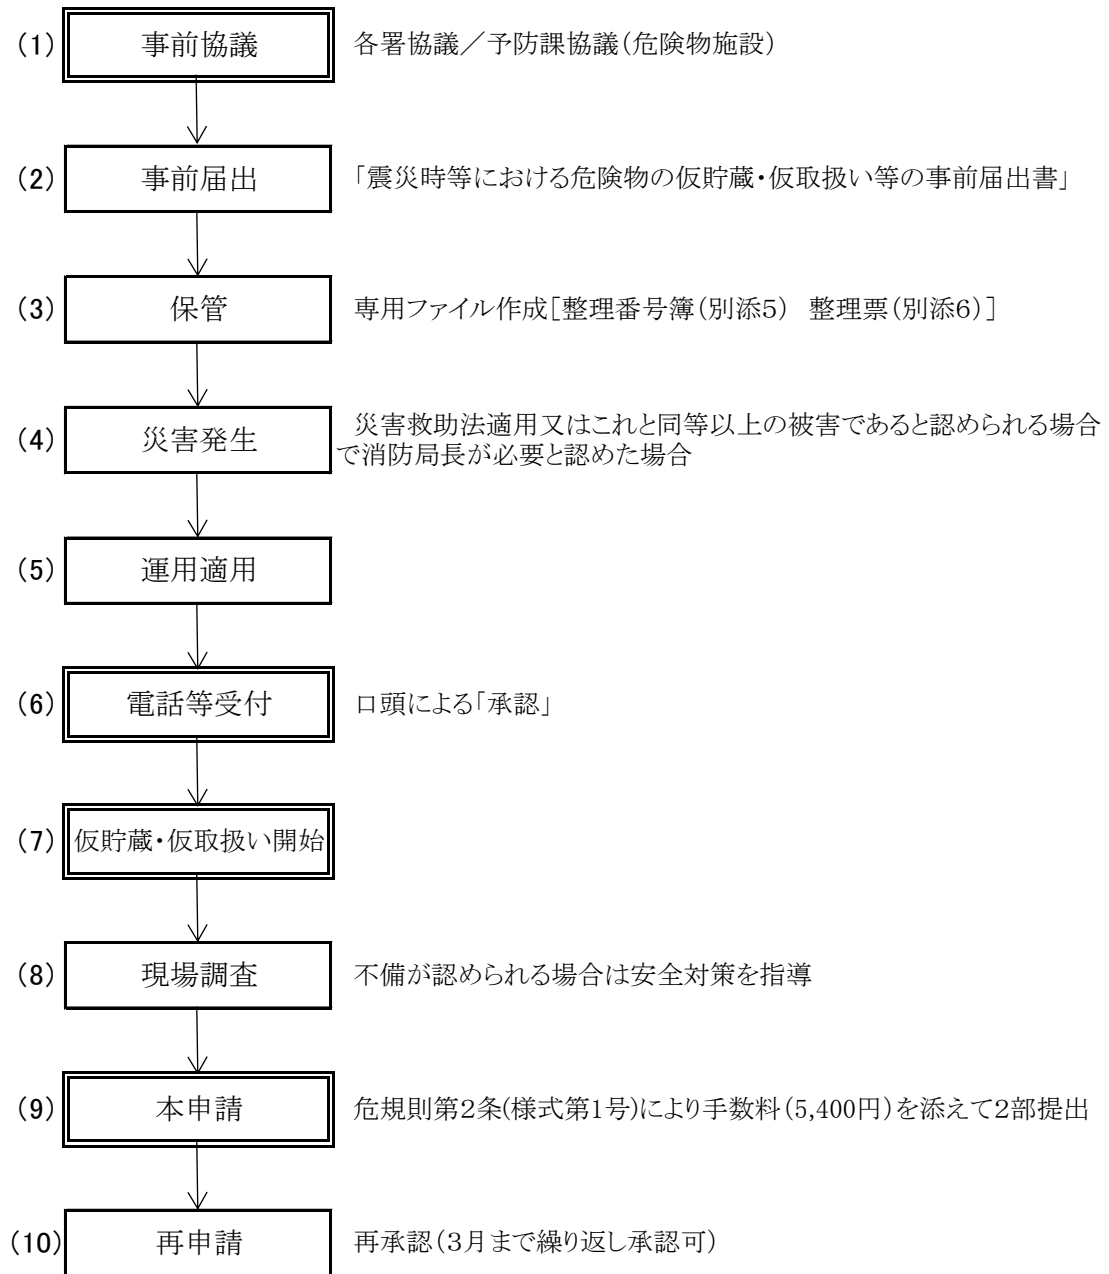 (1) 事前協議 各署協議／予防課協議(危険物施設)
(2) 事前届出 「震災時等における危険物の仮貯蔵・仮取扱い等の事前届出書」
(3) 保管 専用ファイル作成[整理番号簿(別添5) 整理票(別添6)]
(4) 災害発生 災害救助法適用又はこれと同等以上の被害であると認められる場合
で消防局長が必要と認めた場合
(5) 運用適用
(6) 電話等受付 口頭による「承認」
(7) 仮貯蔵・仮取扱い開始
(8) 現場調査 不備が認められる場合は安全対策を指導
(9) 本申請 危規則第2条(様式第1号)により手数料(5,400円)を添えて2部提出
(10) 再申請 再承認(3月まで繰り返し承認可)